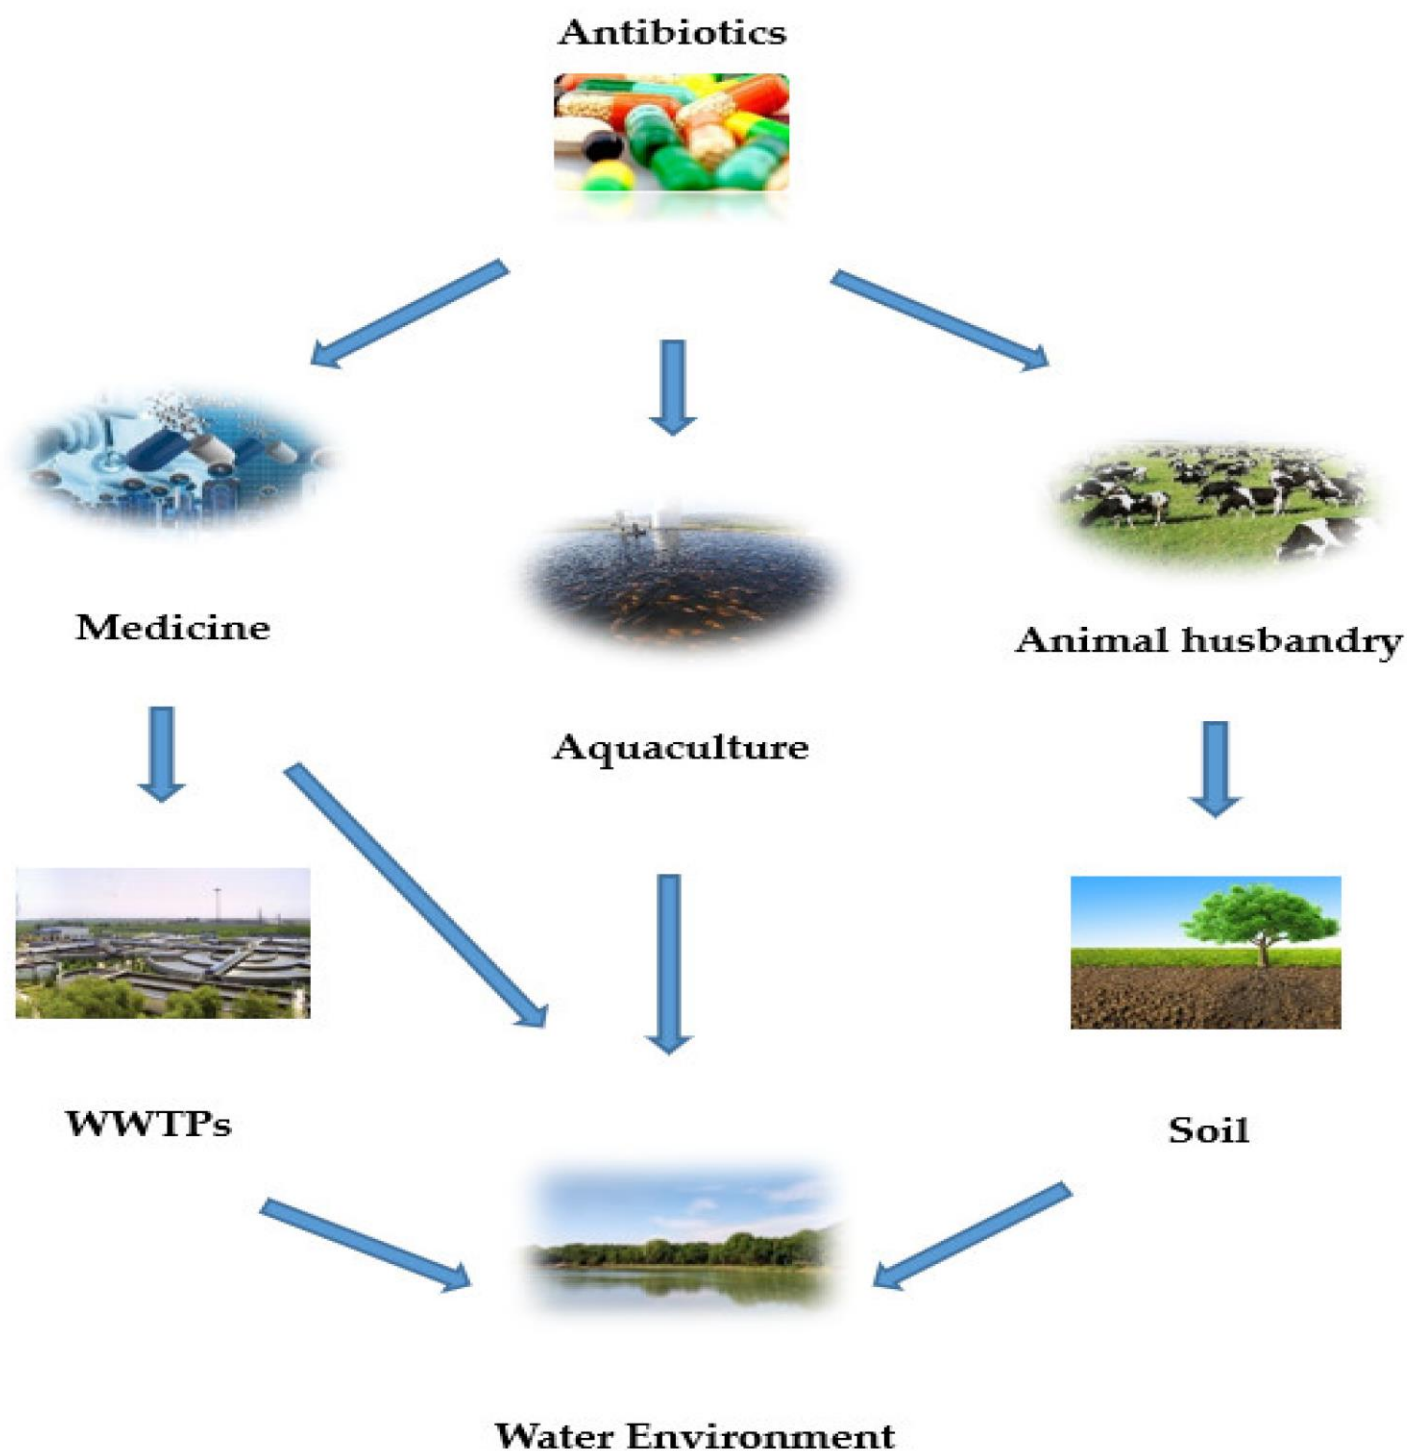 Antibiotics
Medicine
Animal husbandry
Aquaculture
WWTPs
Soil
Water Environment